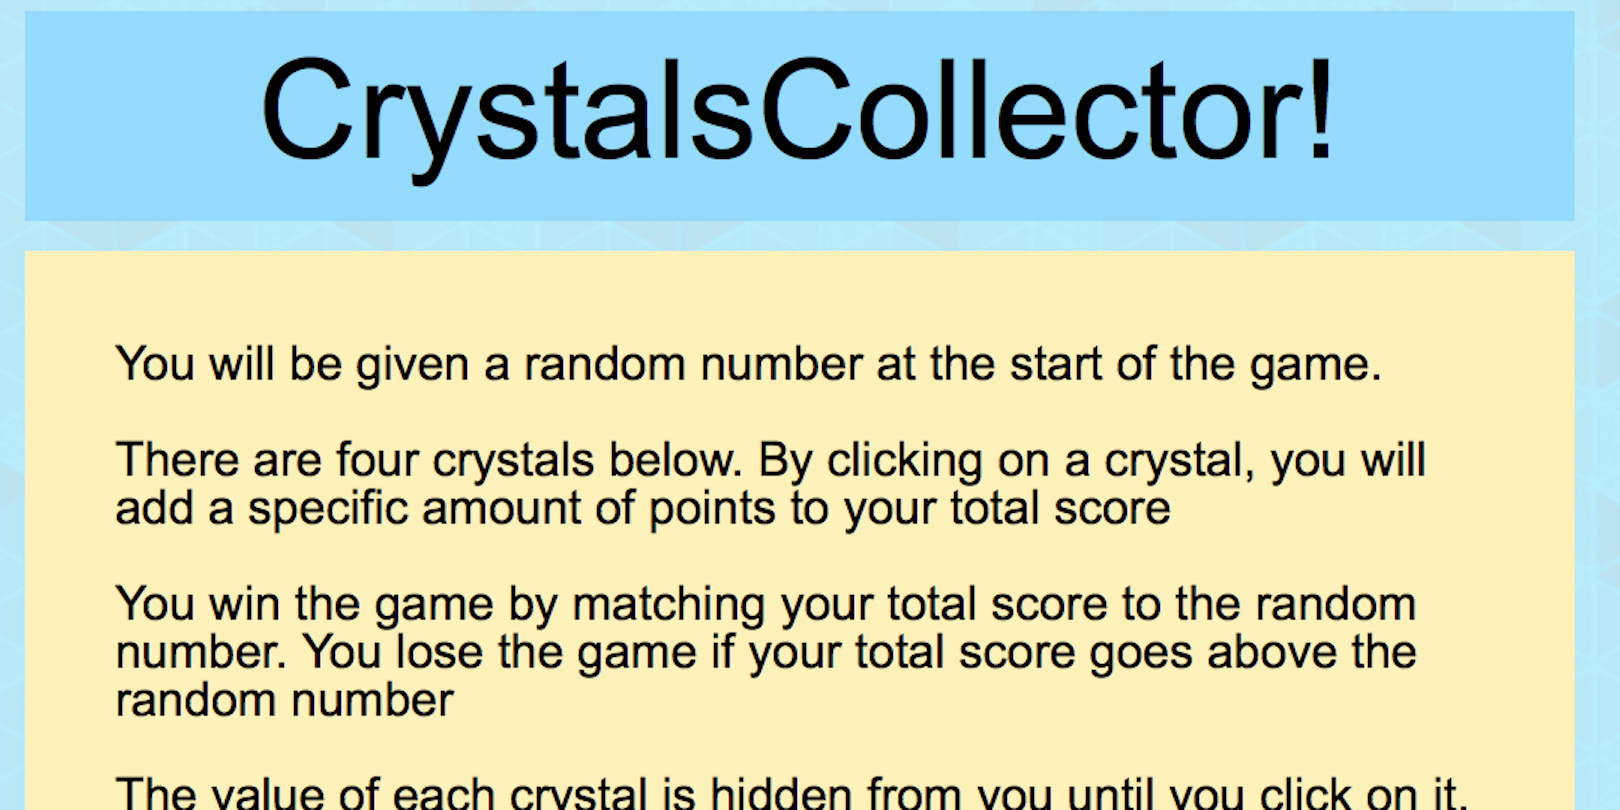 CrystalsCollector!
You will be given a random number at the start of the game.
There are four crystals below. By clicking on a crystal, you will
add a specific amount of points to your total score
You win the game by matching your total score to the random
number. You lose the game if your total score goes above the
random number
The value of each crystal is hidden from you until you click on it.